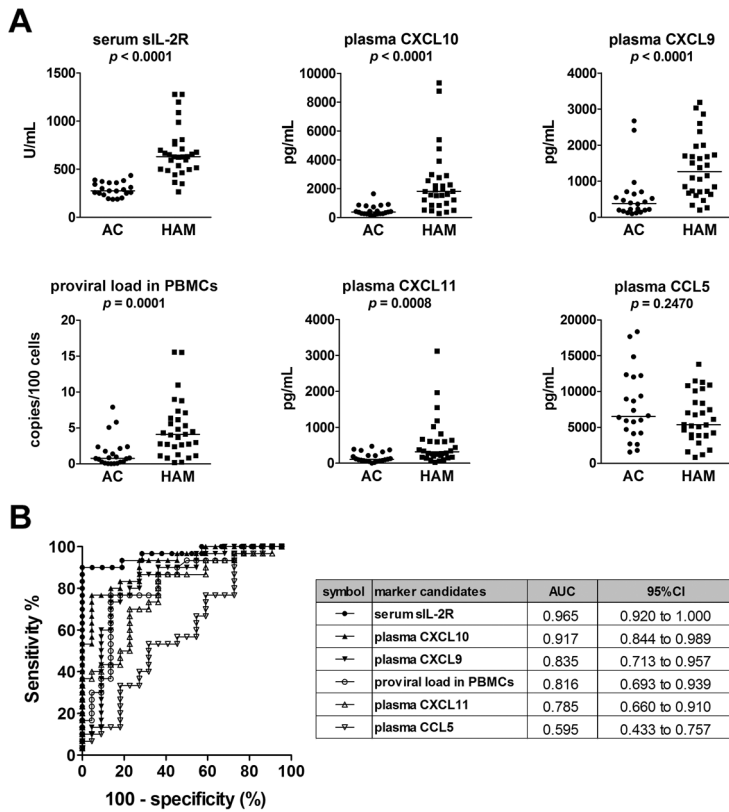 A
serum sIL-2R
p < 0.0001
U/mL
1500
1000
500
0
AC HAM
plasma CXCL10
p < 0.0001
pg/mL
10000
8000
6000
4000
2000
0
AC HAM
plasma CXCL9
p < 0.0001
pg/mL
4000
3000
2000
1000
0
AC HAM
proviral load in PBMCs
p = 0.0001
copies/100 cells
20
15
10
5
0
AC HAM
plasma CXCL11
p = 0.0008
pg/mL
4000
3000
2000
1000
0
AC HAM
plasma CCL5
p = 0.2470
pg/mL
20000
15000
10000
5000
0
AC HAM
B
Sensitivity %
100
80
60
40
20
0
0 20 40 60 80 100
100 - specificity (%)
symbol marker candidates AUC 95%CI
serum sIL-2R 0.965 0.920 to 1.000
plasma CXCL10 0.917 0.844 to 0.989
plasma CXCL9 0.835 0.713 to 0.957
proviral load in PBMCs 0.816 0.693 to 0.939
plasma CXCL11 0.785 0.660 to 0.910
plasma CCL5 0.595 0.433 to 0.757